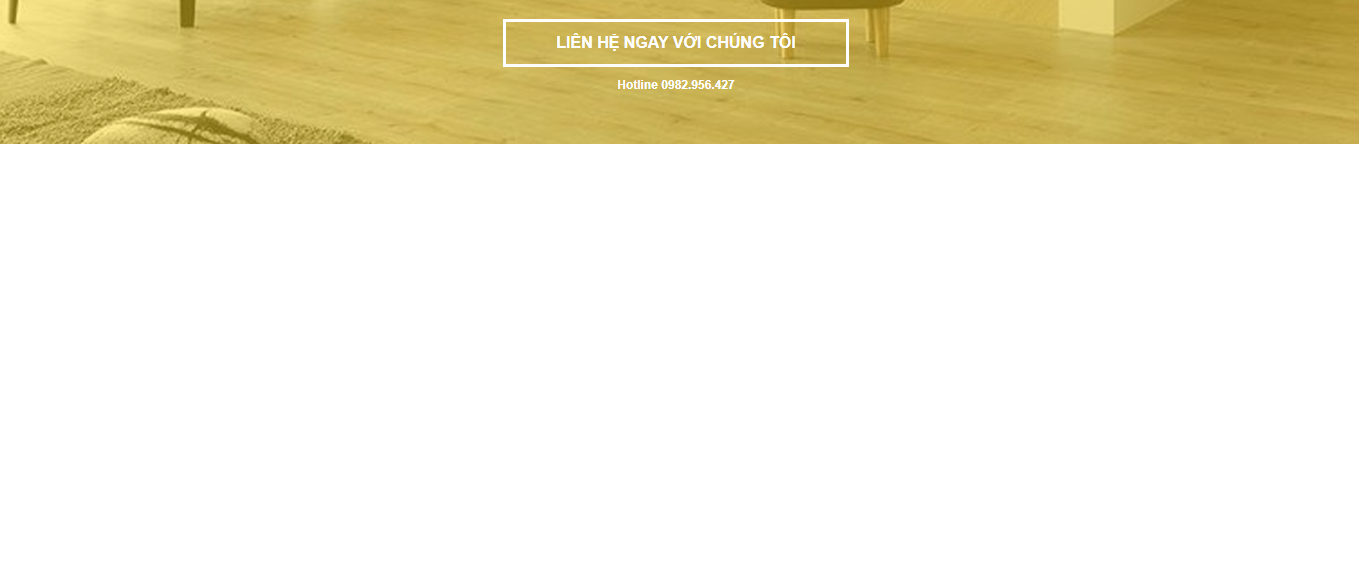 LIÊN HỆ NGAY VỚI CHÚNG TÔI
Hotline 0982.956.427